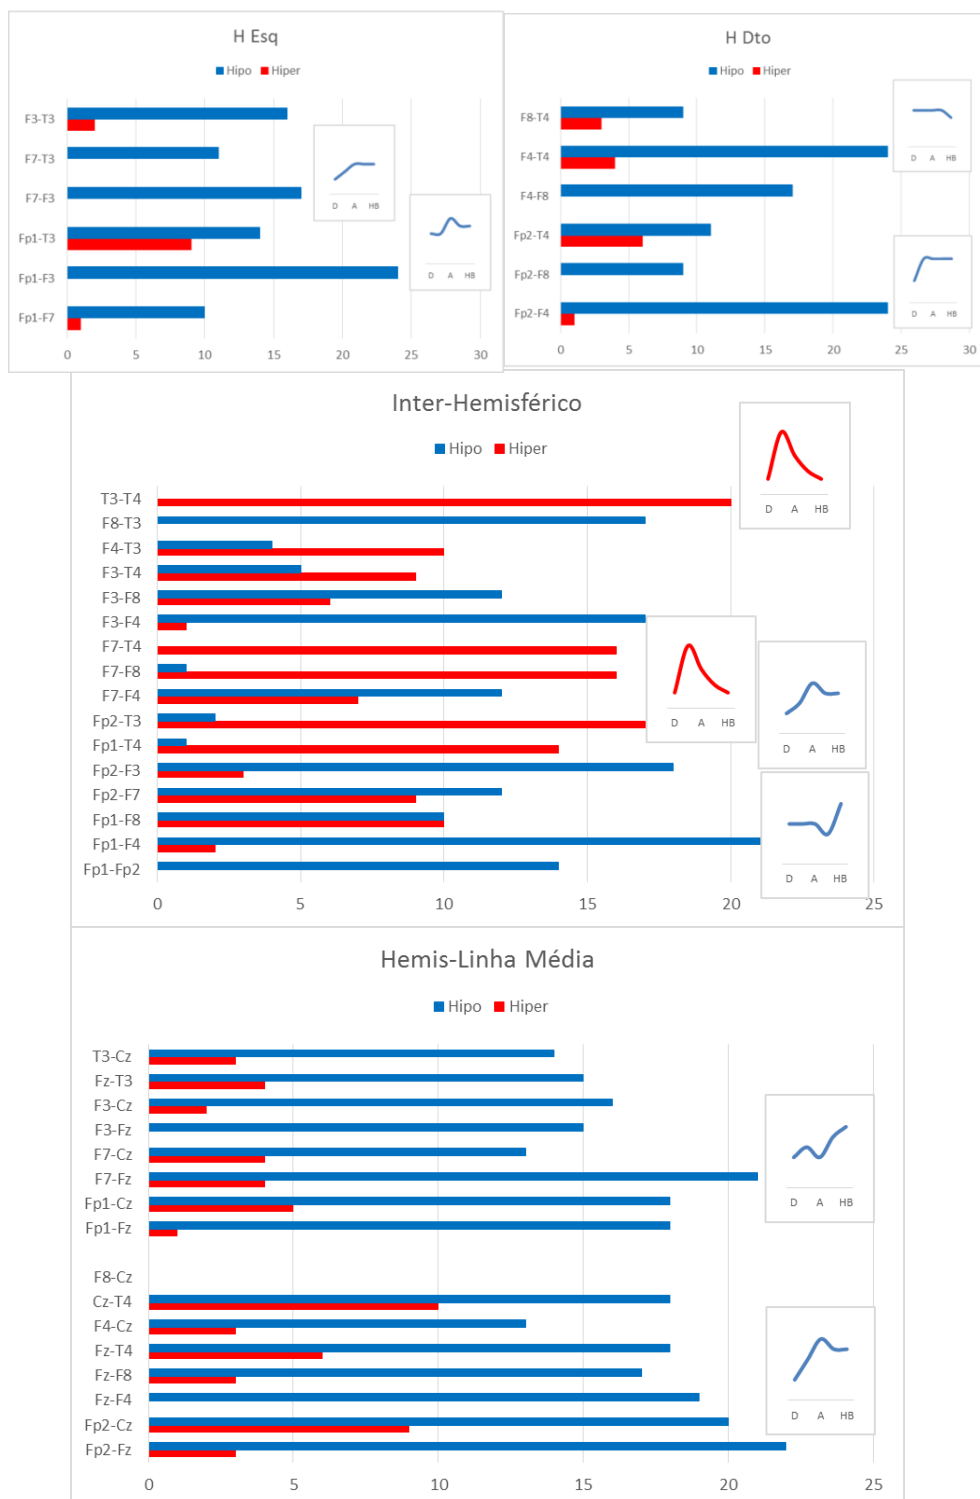 H Esq
Hipo Hiper
F3-T3
F7-T3
F7-F3
Fp1-T3
Fp1-F3
Fp1-F7
0 5 10 15 20 25 30
D A HB
D A HB
H Dto
Hipo Hiper
F8-T4
F4-T4
F4-F8
Fp2-T4
Fp2-F8
Fp2-F4
0 5 10 15 20 25 30
D A HB
D A HB
Inter-Hemisférico
Hipo Hiper
T3-T4
F8-T3
F4-T3
F3-T4
F3-F8
F3-F4
F7-T4
F7-F8
F7-F4
Fp2-T3
Fp1-T4
Fp2-F3
Fp2-F7
Fp1-F8
Fp1-F4
Fp1-Fp2
0 5 10 15 20 25
D A HB
D A HB
D A HB
D A HB
Hemis-Linha Média
Hipo Hiper
T3-Cz
Fz-T3
F3-Cz
F3-Fz
F7-Cz
F7-Fz
Fp1-Cz
Fp1-Fz
F8-Cz
Cz-T4
F4-Cz
Fz-T4
Fz-F8
Fz-F4
Fp2-Cz
Fp2-Fz
0 5 10 15 20 25
D A HB
D A HB